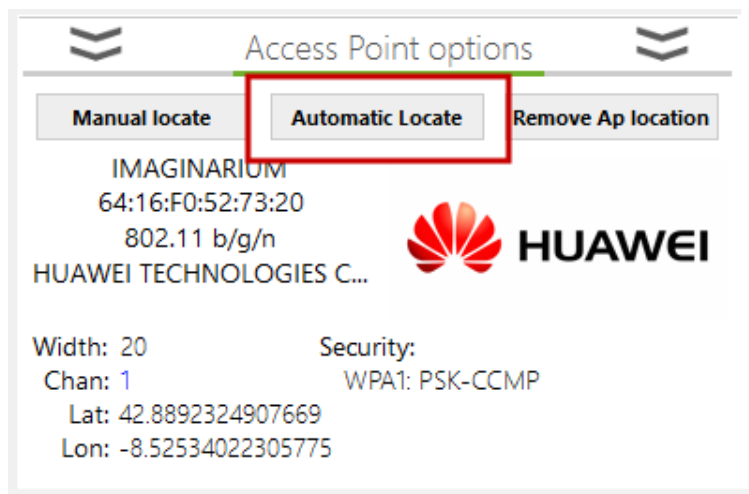 Access Point options
Manual locate Automatic Locate Remove Ap location
IMAGINARIUM
64:16:F0:52:73:20
802.11 b/g/n
HUAWEI TECHNOLOGIES C...
HUAWEI
Width: 20 Security:
Chan: 1 WPA1: PSK-CCMP
Lat: 42.8892324907669
Lon: -8.52534022305775